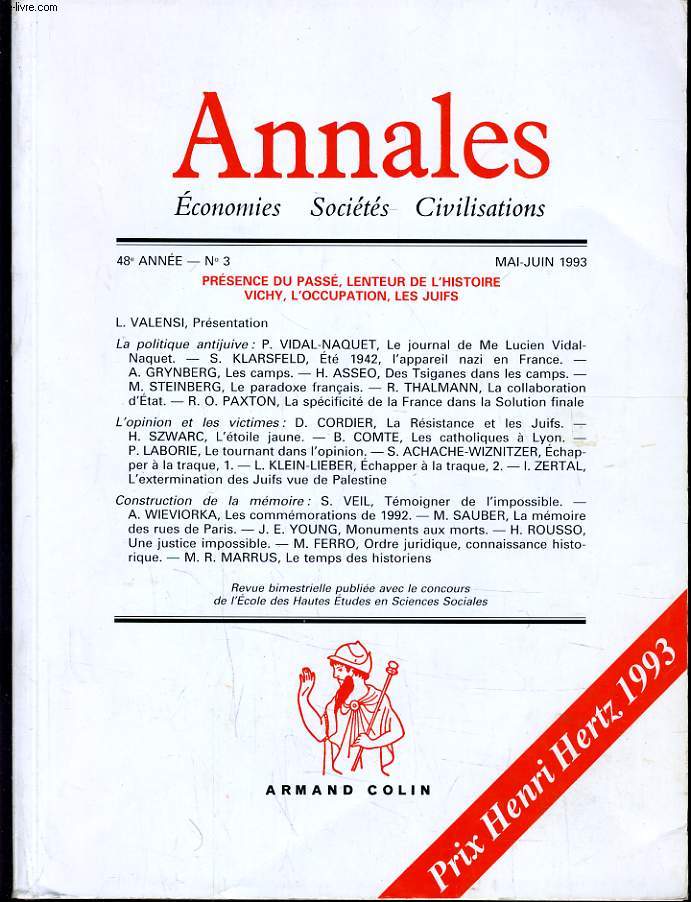 -livre.com
Annales
Économies Sociétés Civilisations
48e ANNÉE — No 3 MAI-JUIN 1993
PRÉSENCE DU PASSÉ, LENTEUR DE L'HISTOIRE
VICHY, L'OCCUPATION, LES JUIFS
L. VALENSI, Présentation
La politique antijuive : P. VIDAL-NAQUET, Le journal de Me Lucien Vidal-
Naquet. — S. KLARSFELD, Été 1942, l'appareil nazi en France. —
A. GRYNBERG, Les camps. — H. ASSEO, Des Tsiganes dans les camps. —
M. STEINBERG, Le paradoxe français. — R. THALMANN, La collaboration
d'État. — R. O. PAXTON, La spécificité de la France dans la Solution finale
L'opinion et les victimes : D. CORDIER, La Résistance et les Juifs. —
H. SZWARC, L'étoile jaune. — B. COMTE, Les catholiques à Lyon. —
P. LABORIE, Le tournant dans l'opinion. — S. ACHACHE-WIZNITZER, Échap-
per à la traque, 1. — L. KLEIN-LIEBER, Échapper à la traque, 2. — I. ZERTAL,
L'extermination des Juifs vue de Palestine
Construction de la mémoire : S. VEIL, Témoigner de l'impossible. —
A. WIEVIORKA, Les commémorations de 1992. — M. SAUBER, La mémoire
des rues de Paris. — J. E. YOUNG, Monuments aux morts. — H. ROUSSO,
Une justice impossible. — M. FERRO, Ordre juridique, connaissance histo-
rique. — M. R. MARRUS, Le temps des historiens
Revue bimestrielle publiée avec le concours
de l'École des Hautes Études en Sciences Sociales
ARMAND COLIN
Prix Henri Hertz 1993